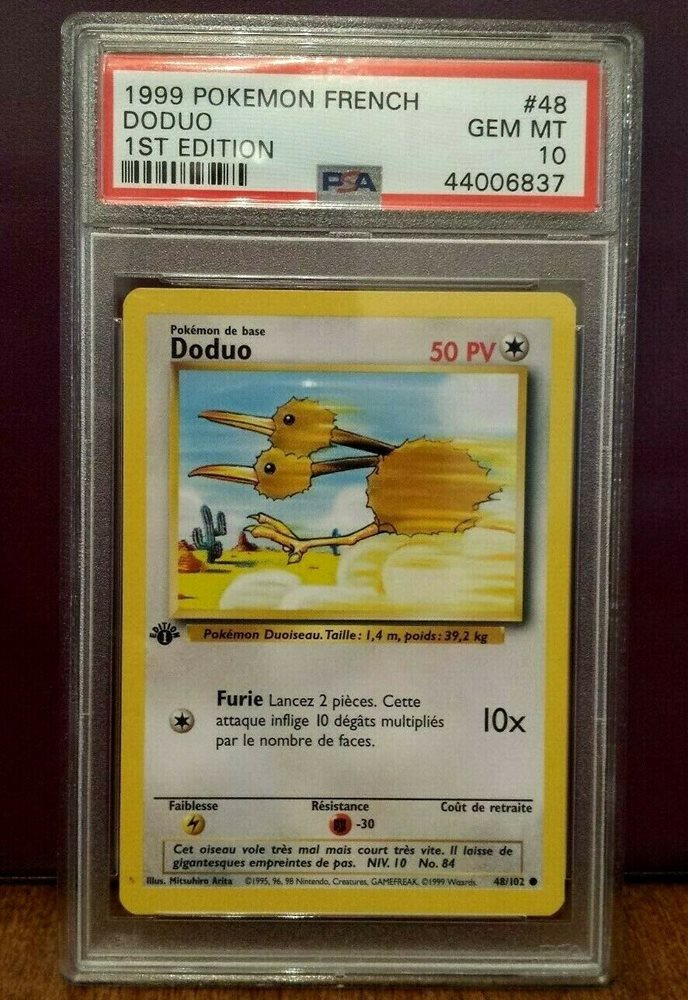 1999 POKEMON FRENCH #48
DODUO GEM MT
1ST EDITION 10
PSA 44006837
Pokémon de base
Doduo 50 PV
EDITION 1
Pokémon Duoiseau. Taille : 1,4 m, poids : 39,2 kg
Furie Lancez 2 pièces. Cette
attaque inflige 10 dégâts multipliés
par le nombre de faces.
10x
Faiblesse Résistance Coût de retraite
-30
Cet oiseau vole très mal mais court très vite. Il laisse de
gigantesques empreintes de pas. NIV. 10 No. 84
Illus. Mitsuhiro Arita ©1995, 96, 98 Nintendo, Creatures, GAMEFREAK. ©1999 Wizards. 48/102